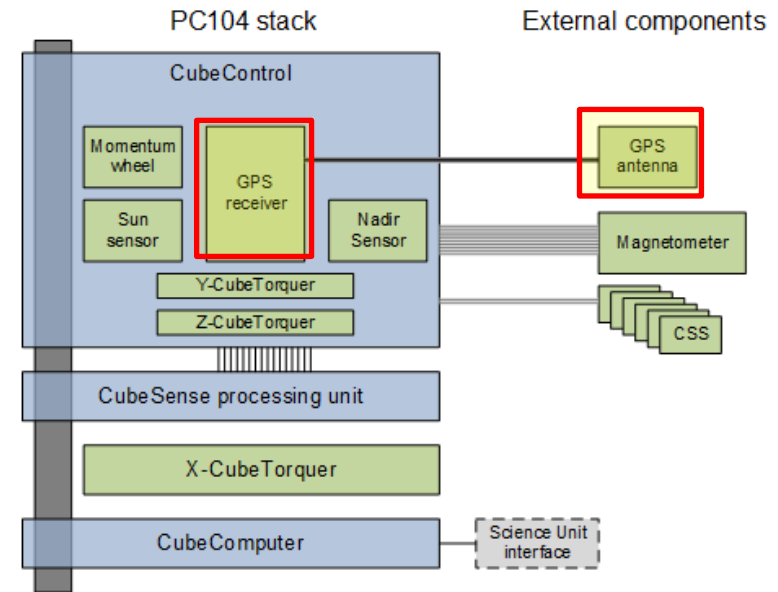 PC104 stack
External components
CubeControl
Momentum
wheel
GPS
receiver
GPS
antenna
Sun
sensor
Nadir
Sensor
Magnetometer
Y-CubeTorquer
Z-CubeTorquer
CSS
CubeSense processing unit
X-CubeTorquer
CubeComputer
Science Unit
interface